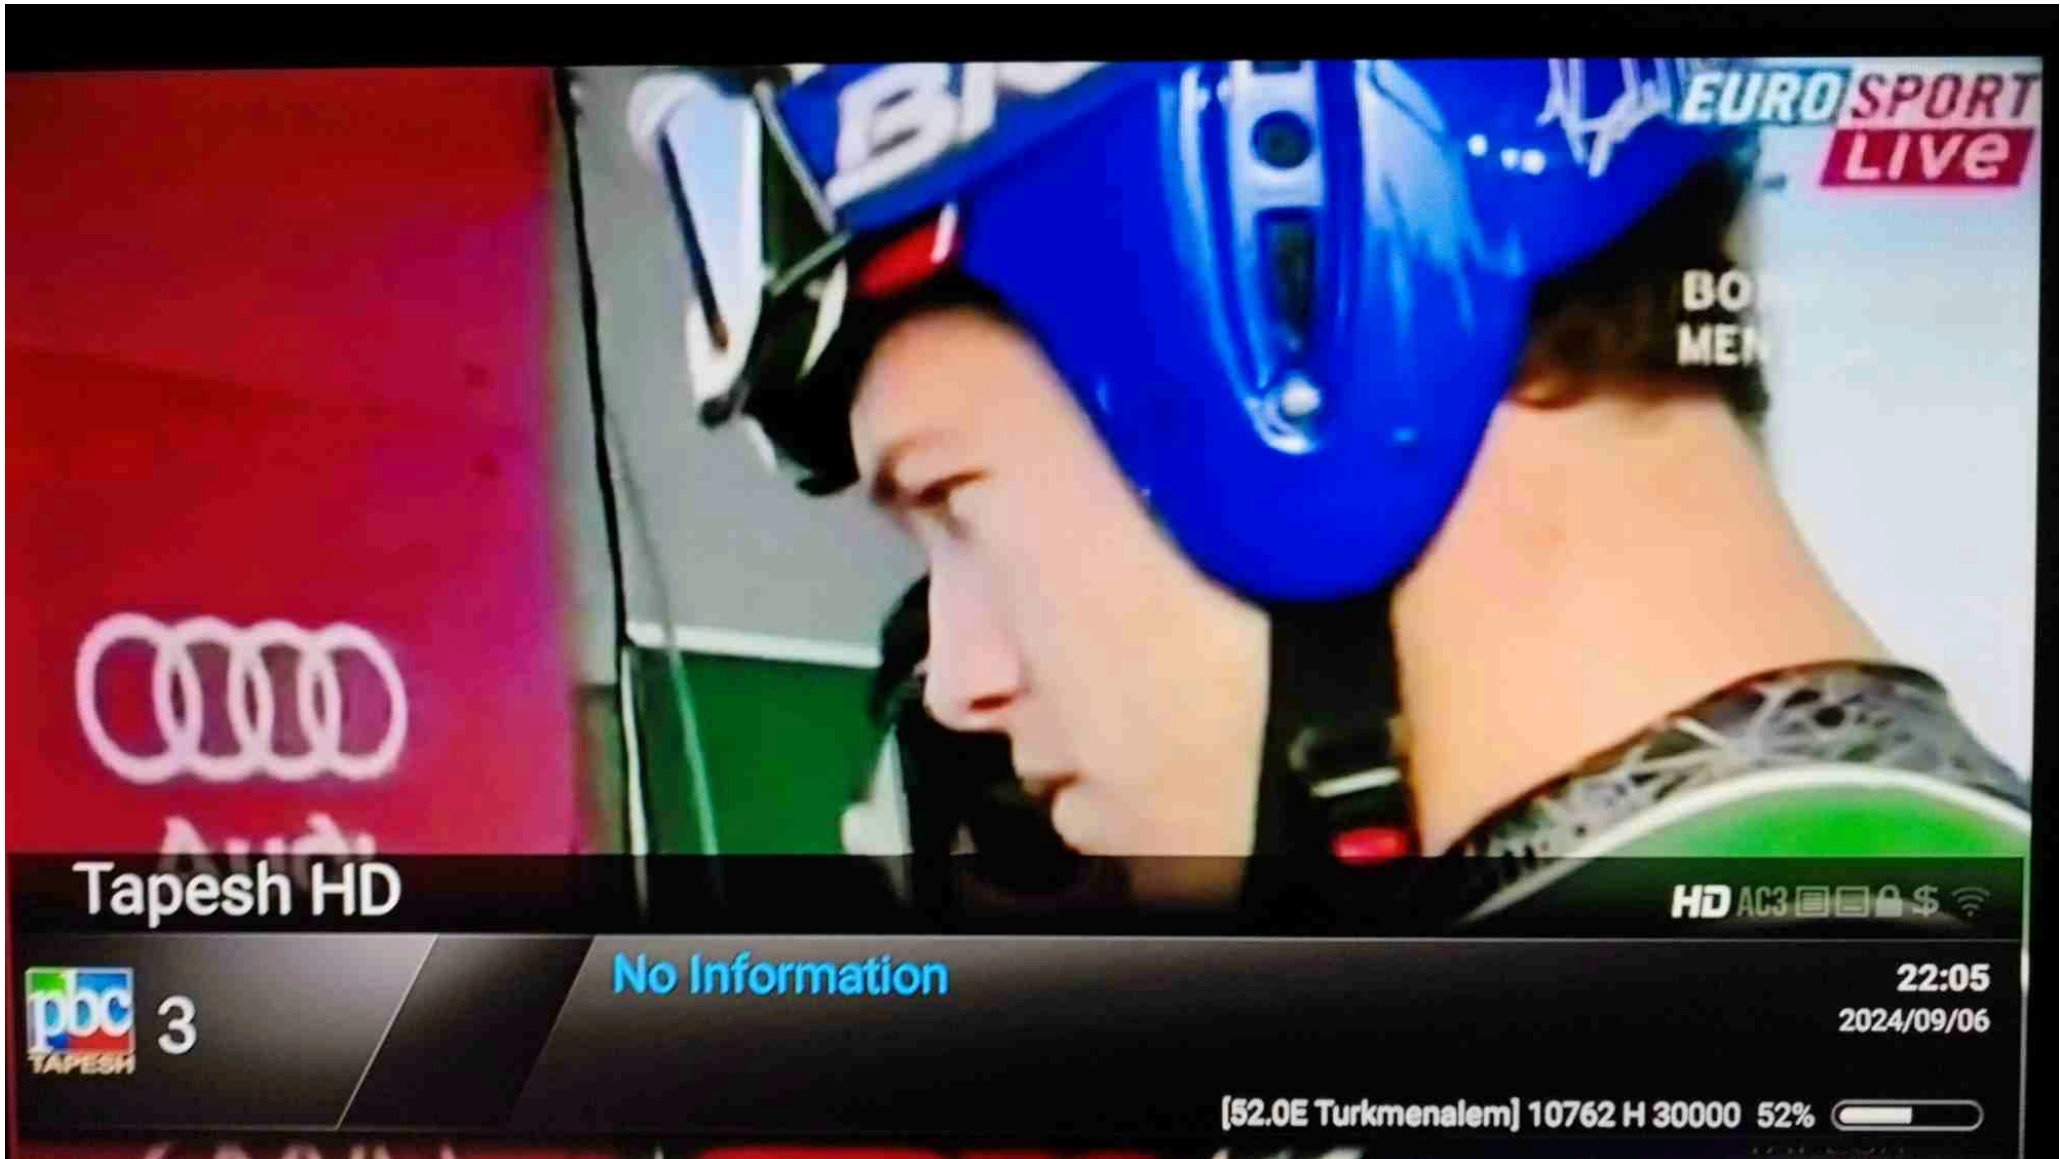 EUROSPORT
LIVE
Audi
Tapesh HD
HD AC3 $
pbc
TAPESH
3
No Information
22:05
2024/09/06
[52.0E Turkmenalem] 10762 H 30000 52%